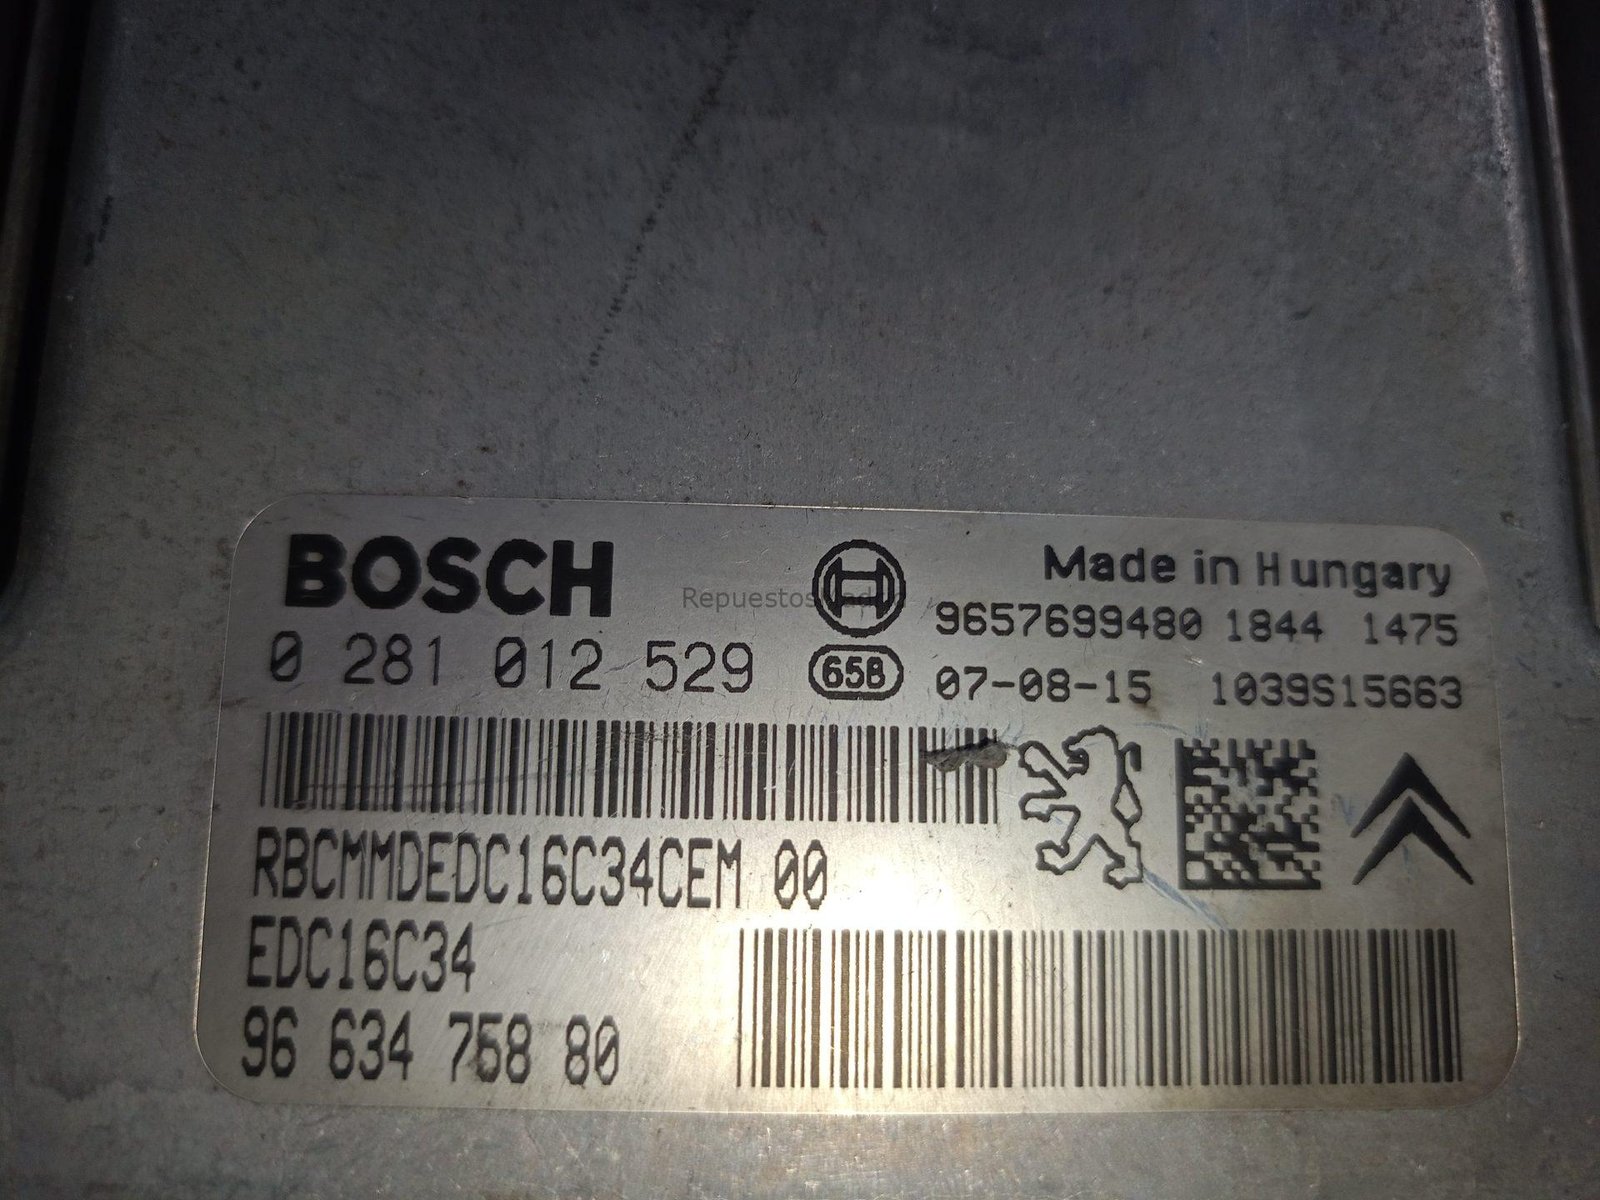 BOSCH
Made in Hungary
9657699480 1844 1475
0 281 012 529
65B
07-08-15 1039S15663
RBCMMDEDC16C34CEM 00
EDC16C34
96 634 758 80